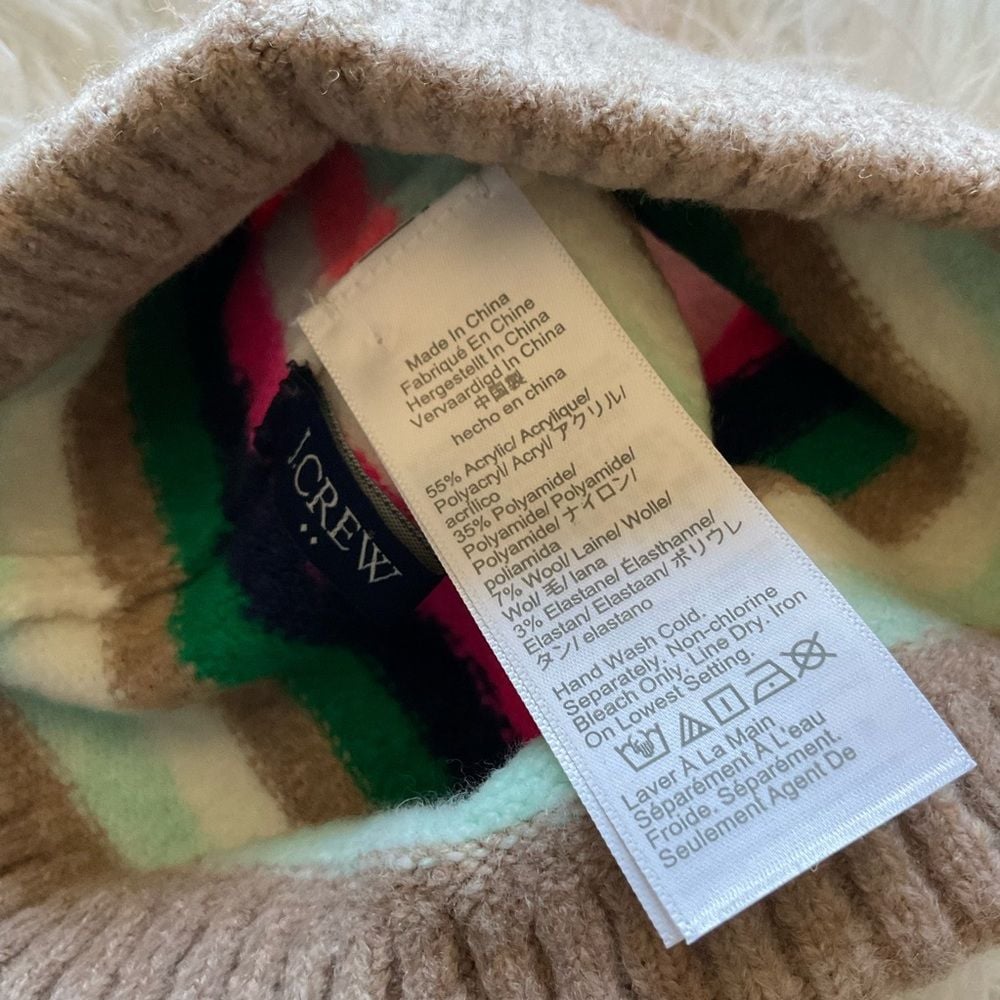 J.CREW
Made In China
Fabriqué En Chine
Hergestellt In China
Vervaardigd In China
中国製
hecho en china
55% Acrylic/ Acrylique/
Polyacryl/ Acryl/ アクリル/
acrílico
35% Polyamide/
Polyamide/ Polyamide/
Polyamide/ ナイロン/
poliamida
7% Wool/ Laine/ Wolle/
Wol/ 毛/ lana
3% Elastane/ Élasthanne/
Elastan/ Elastaan/ ポリウレ
タン/ elastano
Hand Wash Cold.
Separately, Non-chlorine
Bleach Only, Line Dry. Iron
On Lowest Setting.
Laver À La Main
Séparément À L'eau
Froide. Séparément.
Seulement Agent De